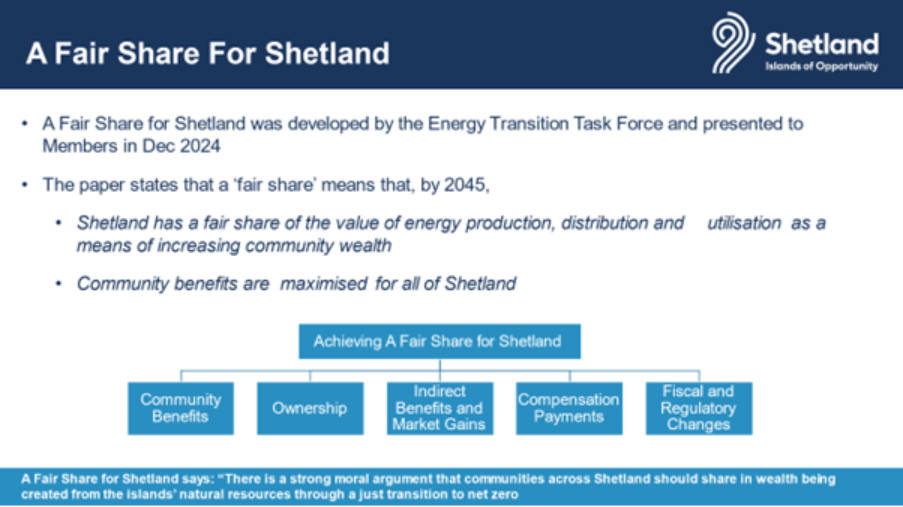 A Fair Share For Shetland
Shetland
Islands of Opportunity
• A Fair Share for Shetland was developed by the Energy Transition Task Force and presented to
Members in Dec 2024
• The paper states that a ‘fair share’ means that, by 2045,
• Shetland has a fair share of the value of energy production, distribution and utilisation as a
means of increasing community wealth
• Community benefits are maximised for all of Shetland
Achieving A Fair Share for Shetland
Community
Benefits
Ownership
Indirect
Benefits and
Market Gains
Compensation
Payments
Fiscal and
Regulatory
Changes
A Fair Share for Shetland says: “There is a strong moral argument that communities across Shetland should share in wealth being
created from the islands’ natural resources through a just transition to net zero